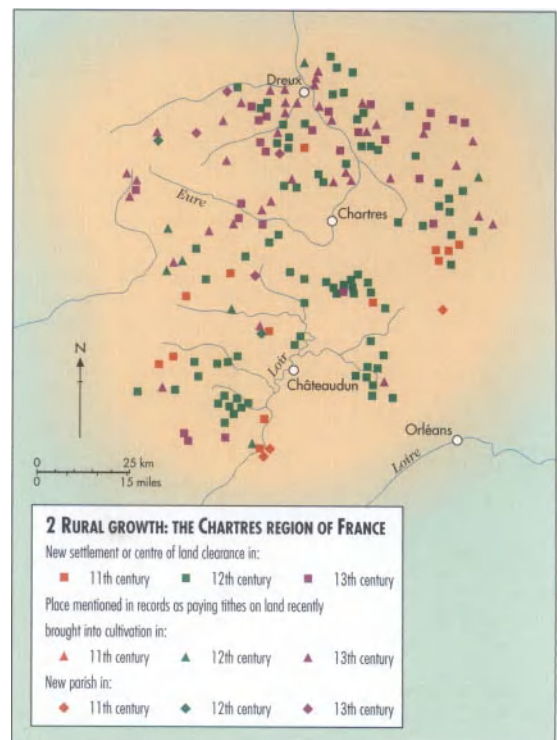 Dreux
Eure
Chartres
N
Loir
Châteaudun
Orléans
Loire
0 25 km
0 15 miles
2 RURAL GROWTH: THE CHARTRES REGION OF FRANCE
New settlement or centre of land clearance in:
11th century 12th century 13th century
Place mentioned in records as paying tithes on land recently
brought into cultivation in:
11th century 12th century 13th century
New parish in:
11th century 12th century 13th century